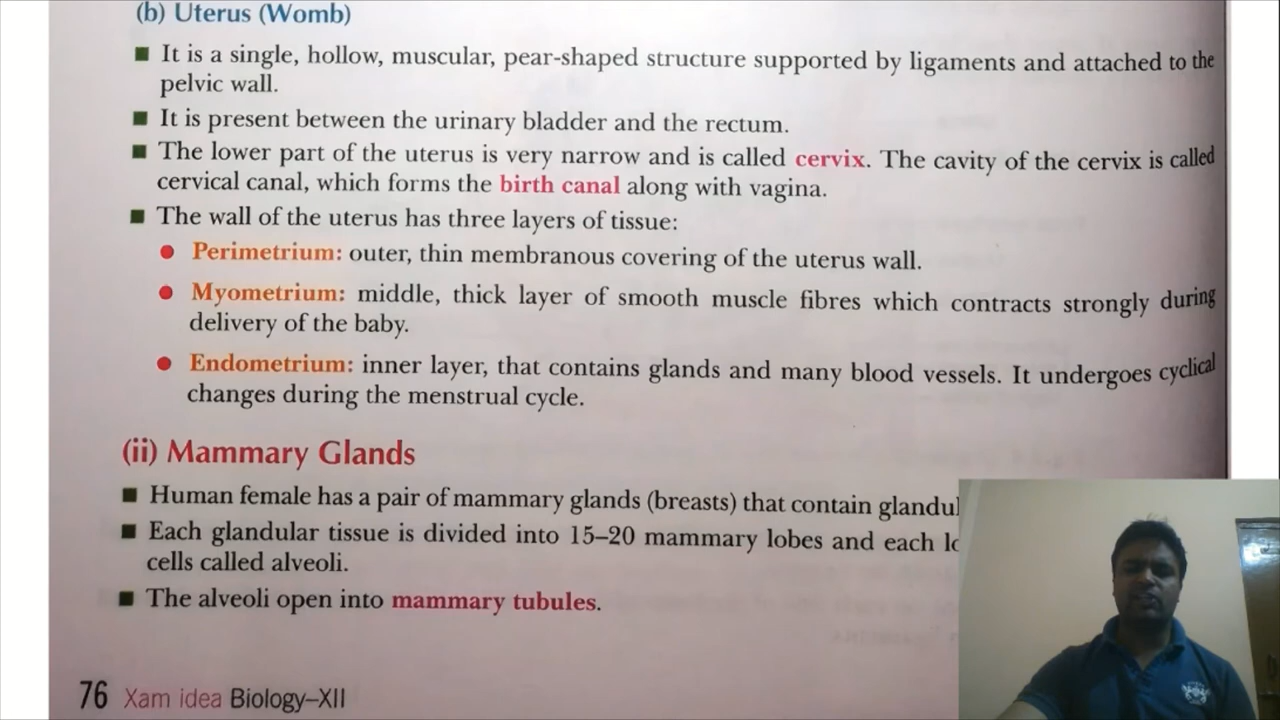 (b) Uterus (Womb)
■ It is a single, hollow, muscular, pear-shaped structure supported by ligaments and attached to the
pelvic wall.
■ It is present between the urinary bladder and the rectum.
■ The lower part of the uterus is very narrow and is called cervix. The cavity of the cervix is called
cervical canal, which forms the birth canal along with vagina.
■ The wall of the uterus has three layers of tissue:
● Perimetrium: outer, thin membranous covering of the uterus wall.
● Myometrium: middle, thick layer of smooth muscle fibres which contracts strongly during
delivery of the baby.
● Endometrium: inner layer, that contains glands and many blood vessels. It undergoes cyclical
changes during the menstrual cycle.
(ii) Mammary Glands
■ Human female has a pair of mammary glands (breasts) that contain
■ Each glandular tissue is divided into 15–20 mammary lobes and each
cells called alveoli.
■ The alveoli open into mammary tubules.
76 Xam idea Biology–XII